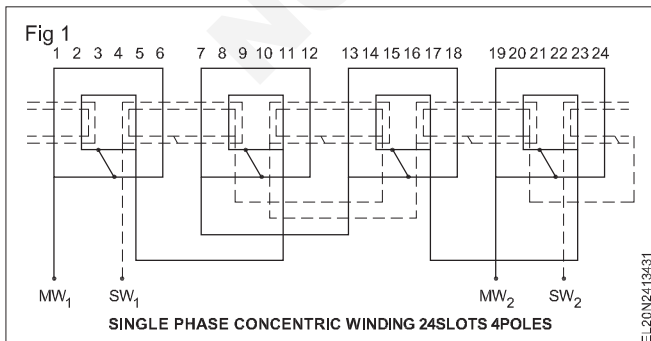 Fig 1
1 2 3 4 5 6 7 8 9 10 11 12 13 14 15 16 17 18 19 20 21 22 23 24
MW1 SW1 MW2 SW2
SINGLE PHASE CONCENTRIC WINDING 24SLOTS 4POLES
EL20N2413431